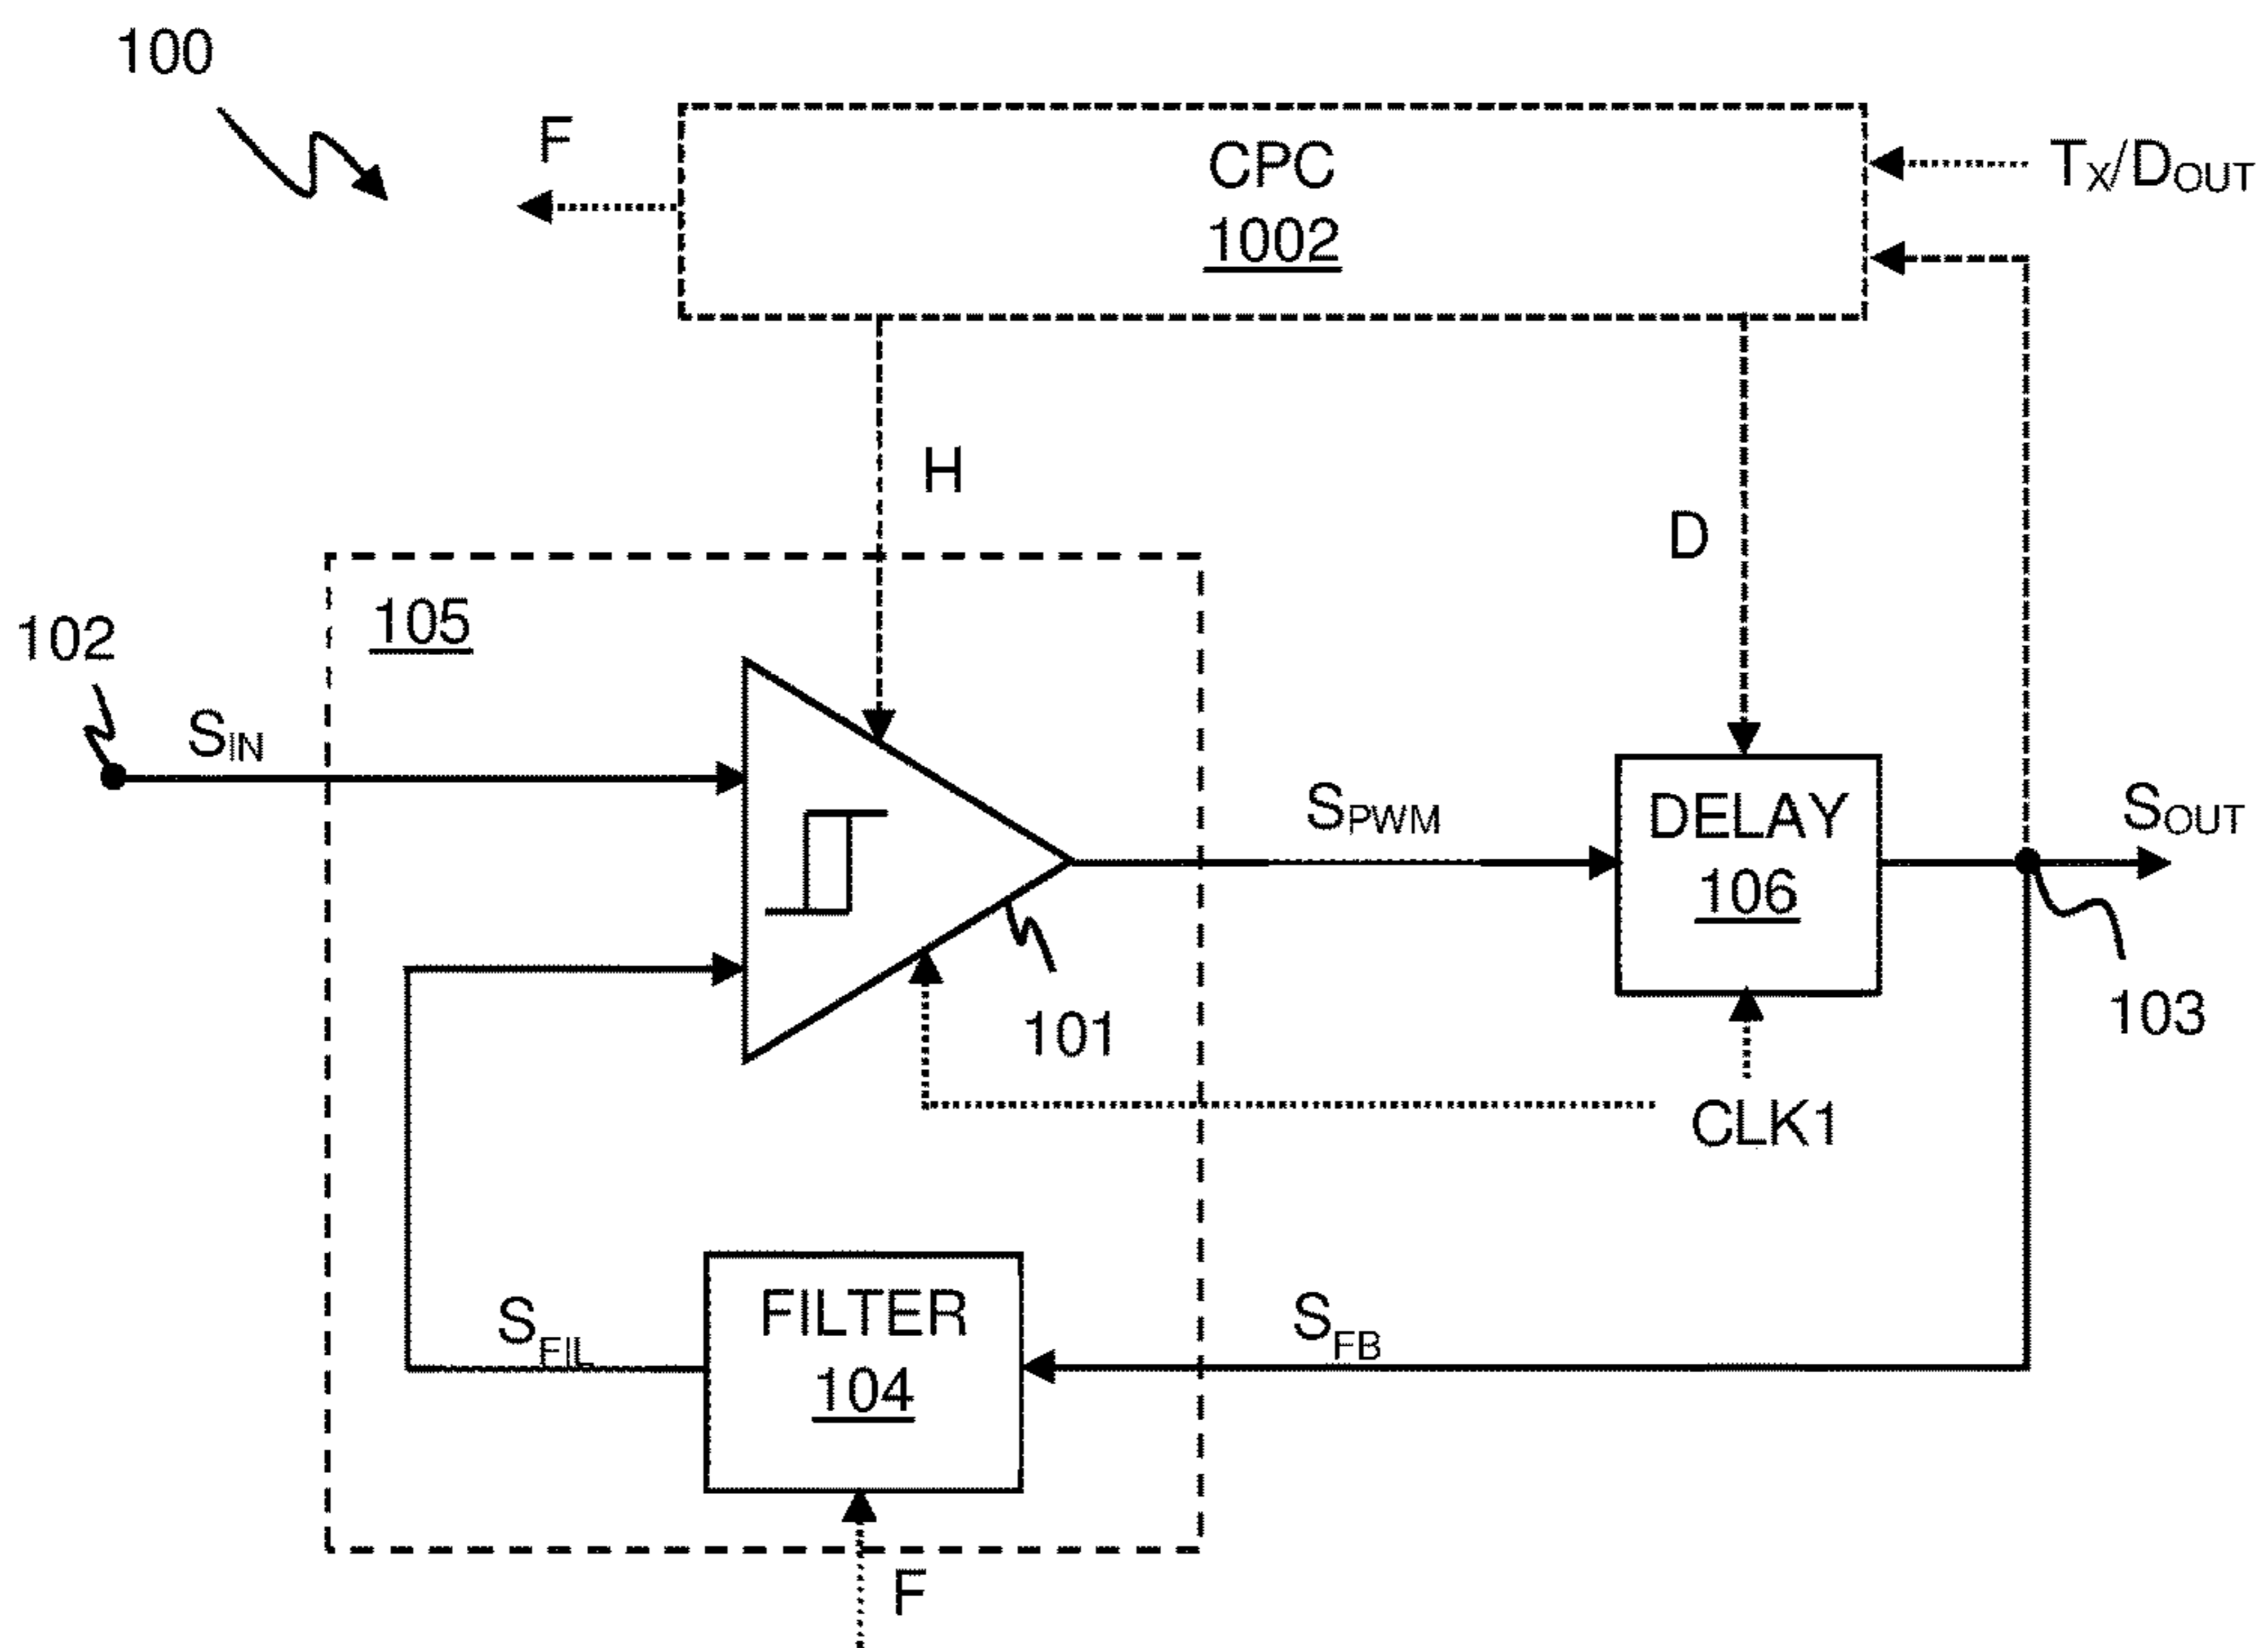 100
F
CPC
1002
TX/DOUT
H
D
102
105
SIN
SPWM
DELAY
106
SOUT
101
103
CLK1
FILTER
104
SFIL
SFB
F